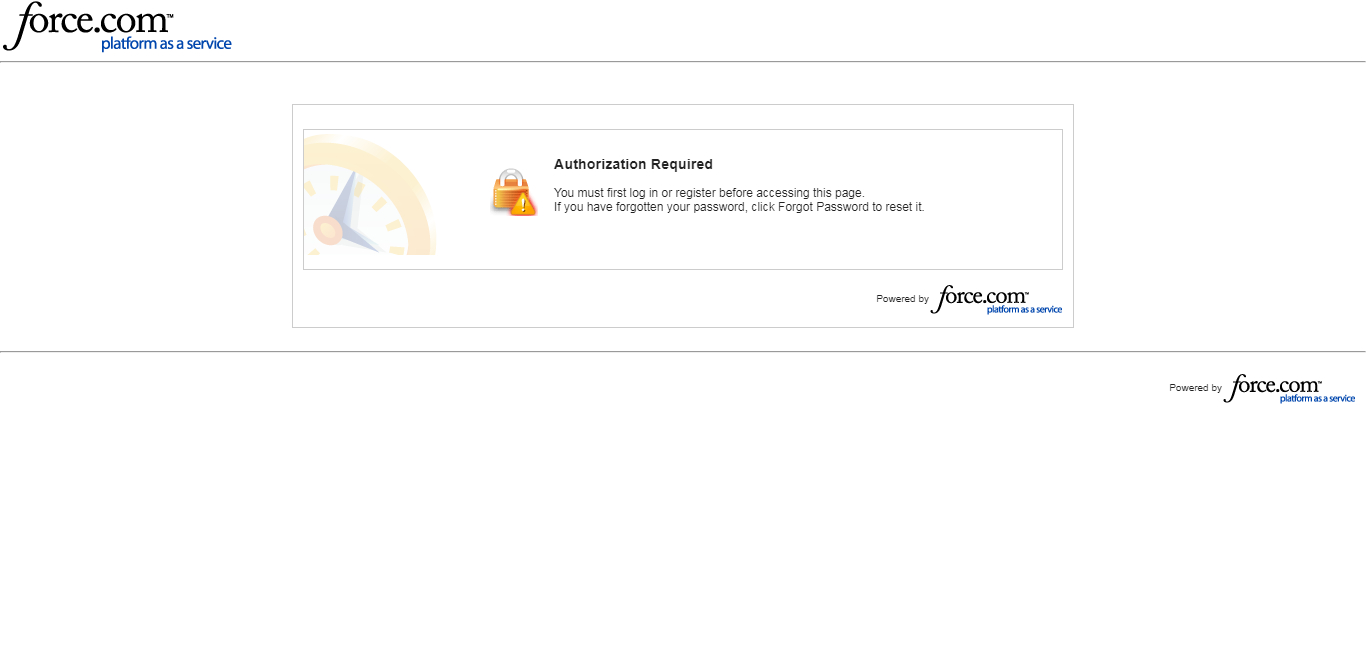 force.com™
platform as a service
Authorization Required
You must first log in or register before accessing this page.
If you have forgotten your password, click Forgot Password to reset it.
Powered by force.com™
platform as a service
Powered by force.com™
platform as a service